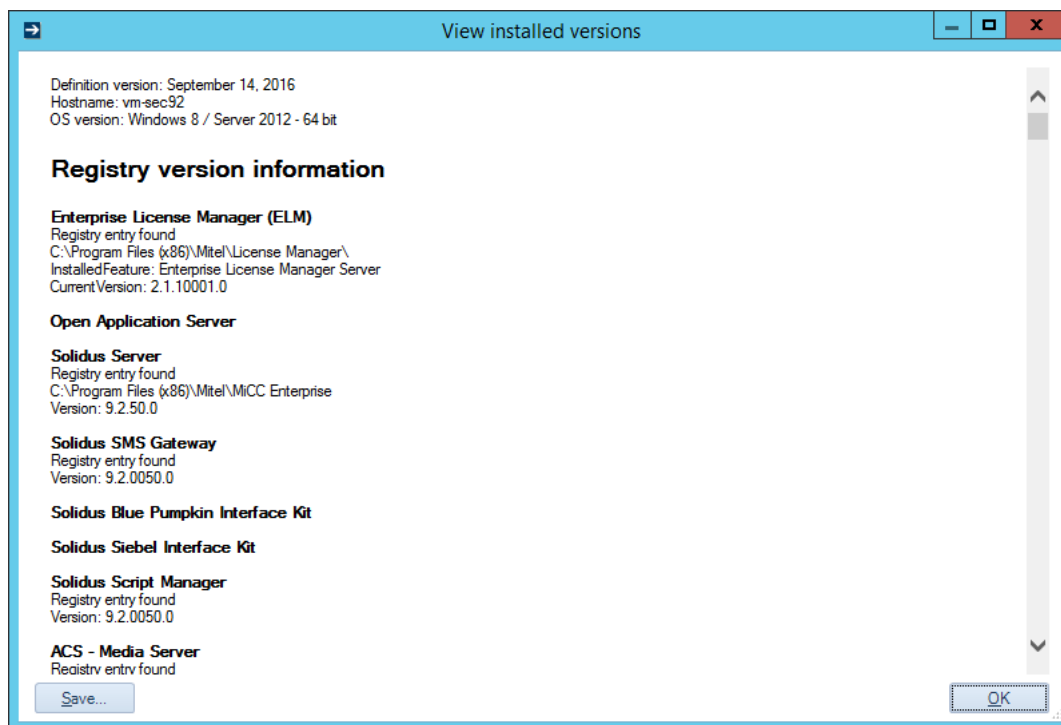 View installed versions
Definition version: September 14, 2016
Hostname: vm-sec92
OS version: Windows 8 / Server 2012 - 64 bit
Registry version information
Enterprise License Manager (ELM)
Registry entry found
C:\Program Files (x86)\Mitel\License Manager\
InstalledFeature: Enterprise License Manager Server
CurrentVersion: 2.1.10001.0
Open Application Server
Solidus Server
Registry entry found
C:\Program Files (x86)\Mitel\MiCC Enterprise
Version: 9.2.50.0
Solidus SMS Gateway
Registry entry found
Version: 9.2.0050.0
Solidus Blue Pumpkin Interface Kit
Solidus Siebel Interface Kit
Solidus Script Manager
Registry entry found
Version: 9.2.0050.0
ACS - Media Server
Registry entry found
Save...
OK